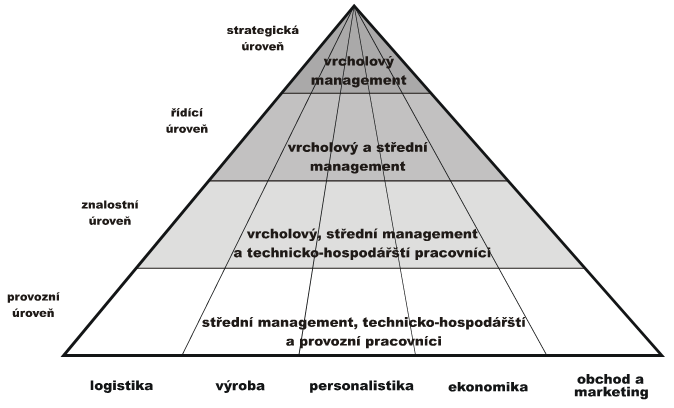 strategická
úroveň
vrcholový
management
řídící
úroveň
vrcholový a střední
management
znalostní
úroveň
vrcholový, střední management
a technicko-hospodářští pracovníci
provozní
úroveň
střední management, technicko-hospodářští
a provozní pracovníci
logistika
výroba
personalistika
ekonomika
obchod a
marketing